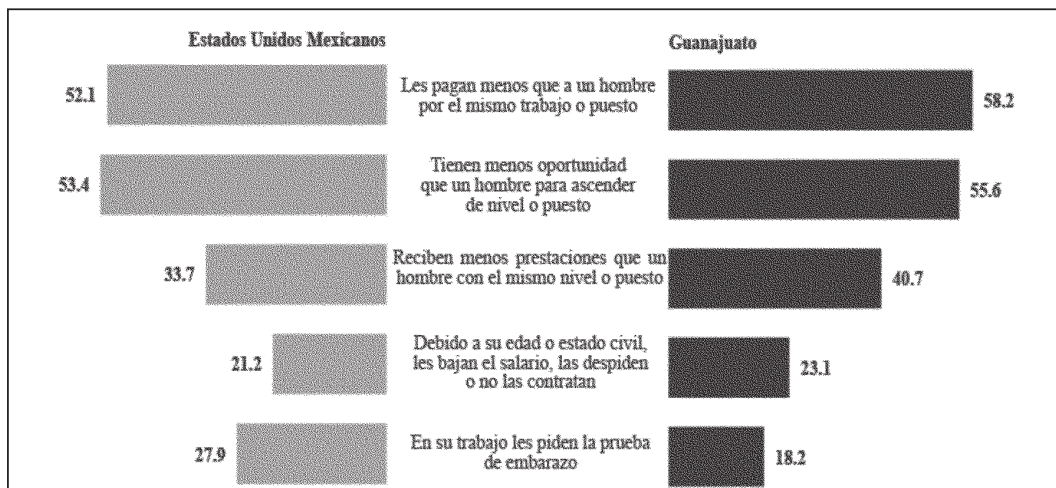 Estados Unidos Mexicanos
Guanajuato
52.1
Les pagan menos que a un hombre
por el mismo trabajo o puesto
58.2
53.4
Tienen menos oportunidad
que un hombre para ascender
de nivel o puesto
55.6
33.7
Reciben menos prestaciones que un
hombre con el mismo nivel o puesto
40.7
21.2
Debido a su edad o estado civil,
les bajan el salario, las despiden
o no las contratan
23.1
27.9
En su trabajo les piden la prueba
de embarazo
18.2